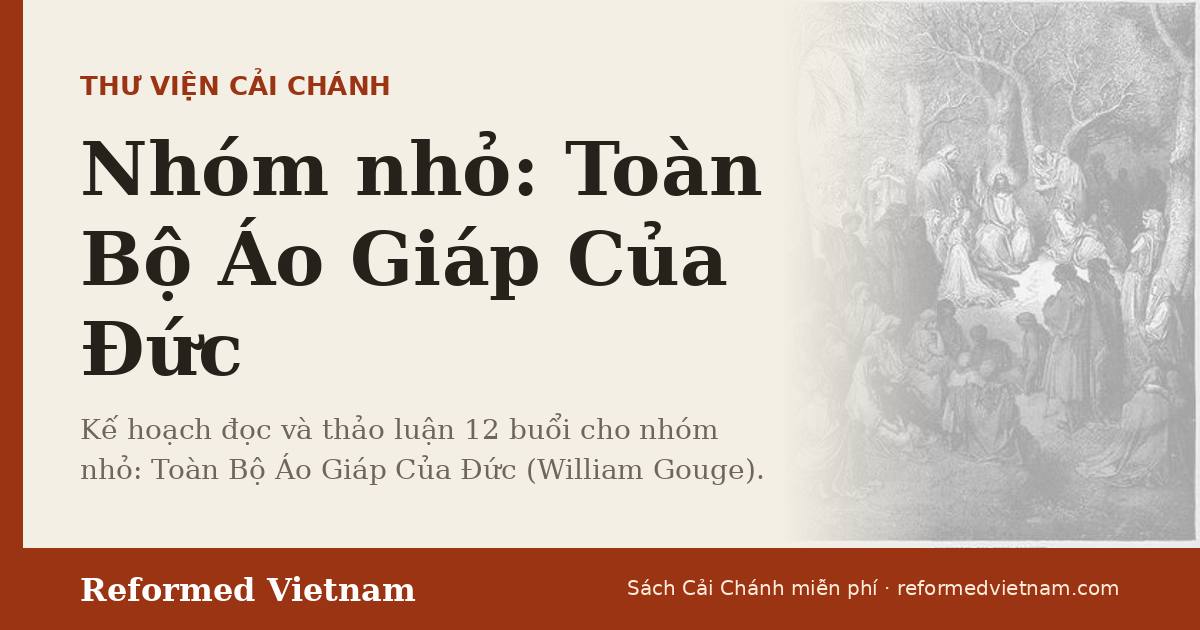 THƯ VIỆN CẢI CHÁNH
Nhóm nhỏ: Toàn
Bộ Áo Giáp Của
Đức
Kế hoạch đọc và thảo luận 12 buổi cho nhóm
nhỏ: Toàn Bộ Áo Giáp Của Đức (William Gouge).
Reformed Vietnam
Sách Cải Chánh miễn phí · reformedvietnam.com